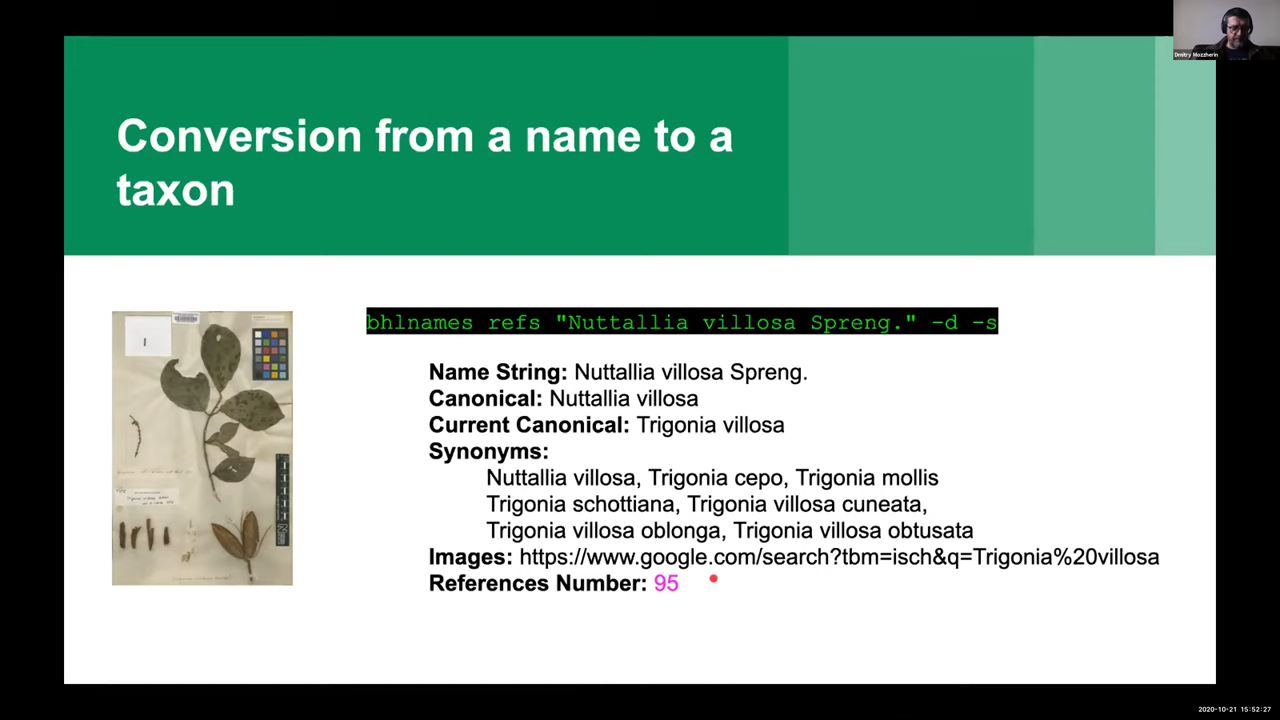 Dmitry Mozzherin
Conversion from a name to a
taxon
bhlnames refs "Nuttallia villosa Spreng." -d -s
Name String: Nuttallia villosa Spreng.
Canonical: Nuttallia villosa
Current Canonical: Trigonia villosa
Synonyms:
Nuttallia villosa, Trigonia cepo, Trigonia mollis
Trigonia schottiana, Trigonia villosa cuneata,
Trigonia villosa oblonga, Trigonia villosa obtusata
Images: https://www.google.com/search?tbm=isch&q=Trigonia%20villosa
References Number: 95
2020-10-21 15:52:27